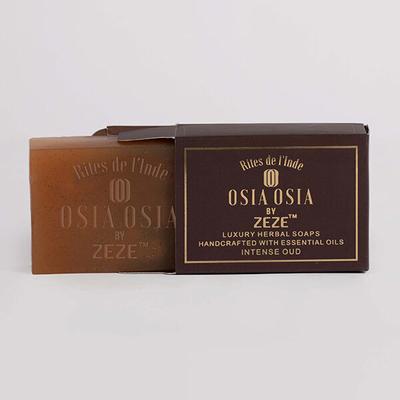 Rites de l'Inde
OSIA OSIA
BY
ZEZE™
Rites de l'Inde
OSIA OSIA
BY
ZEZE™
LUXURY HERBAL SOAPS
HANDCRAFTED WITH ESSENTIAL OILS
INTENSE OUD